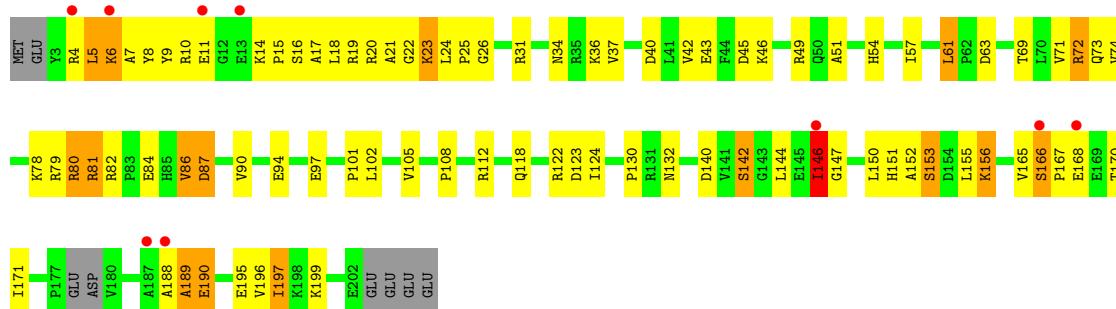 MET GLU Y3 R4 L5 K6 A7 Y8 Y9 R10 E11 G12 E13 K14 P15 S16 A17 L18 R19 R20 A21 G22 K23 L24 P25 G26 R31 N34 R35 K36 V37 D40 L41 V42 E43 F44 D45 K46 R49 Q50 A51 H54 I57 L61 P62 D63 T69 L70 V71 R72 Q73
K78 R79 R80 R81 R82 P83 E84 H85 V86 D87 V90 E94 E97 P101 L102 V105 P108 R112 Q118 R122 D123 I124 P130 R131 N132 D140 V141 S142 G143 L144 E145 I146 G147 L150 H151 A152 S153 D154 L155 K156 V165 S166 P167 E168 E169
I171 P177 GLU ASP V180 A187 A188 A189 E190 E195 V196 I197 K198 K199 E202 GLU GLU GLU GLU